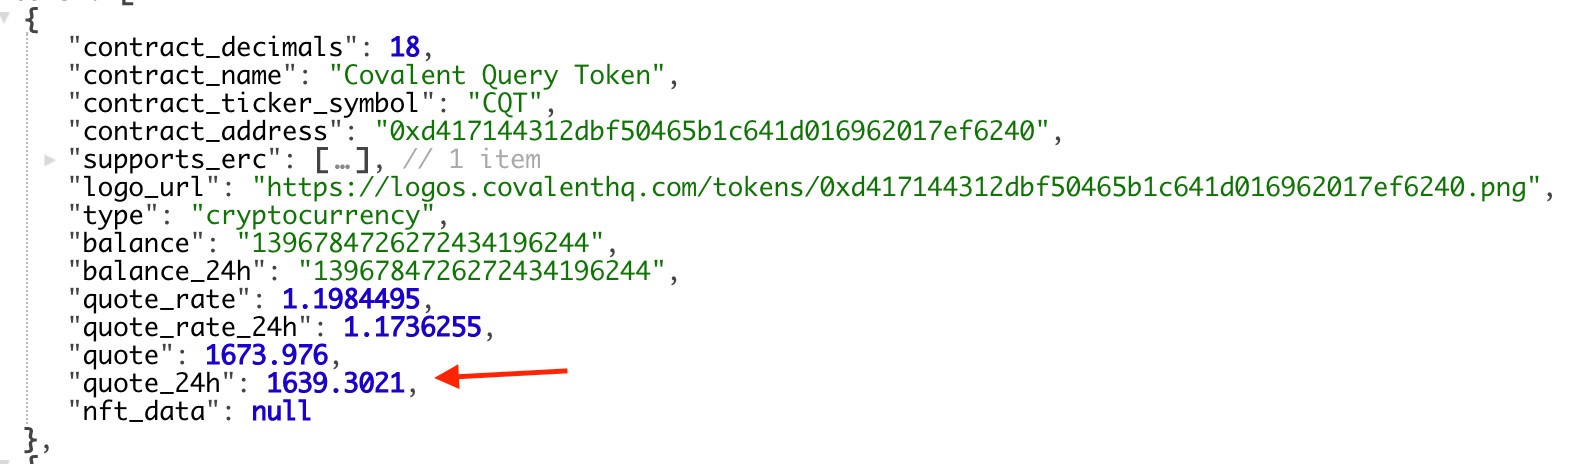 {
"contract_decimals": 18,
"contract_name": "Covalent Query Token",
"contract_ticker_symbol": "CQT",
"contract_address": "0xd417144312dbf50465b1c641d016962017ef6240",
"supports_erc": […], // 1 item
"logo_url": "https://logos.covalenthq.com/tokens/0xd417144312dbf50465b1c641d016962017ef6240.png",
"type": "cryptocurrency",
"balance": "1396784726272434196244",
"balance_24h": "1396784726272434196244",
"quote_rate": 1.1984495,
"quote_rate_24h": 1.1736255,
"quote": 1673.976,
"quote_24h": 1639.3021,
"nft_data": null
},